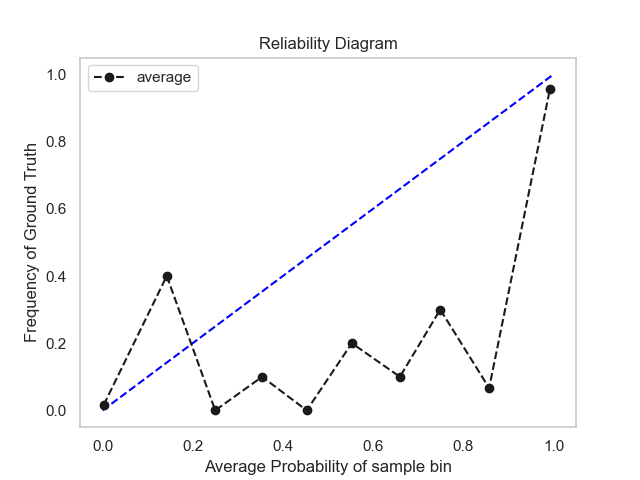 Reliability Diagram
average
1.0
0.8
0.6
0.4
0.2
0.0
Frequency of Ground Truth
0.0 0.2 0.4 0.6 0.8 1.0
Average Probability of sample bin